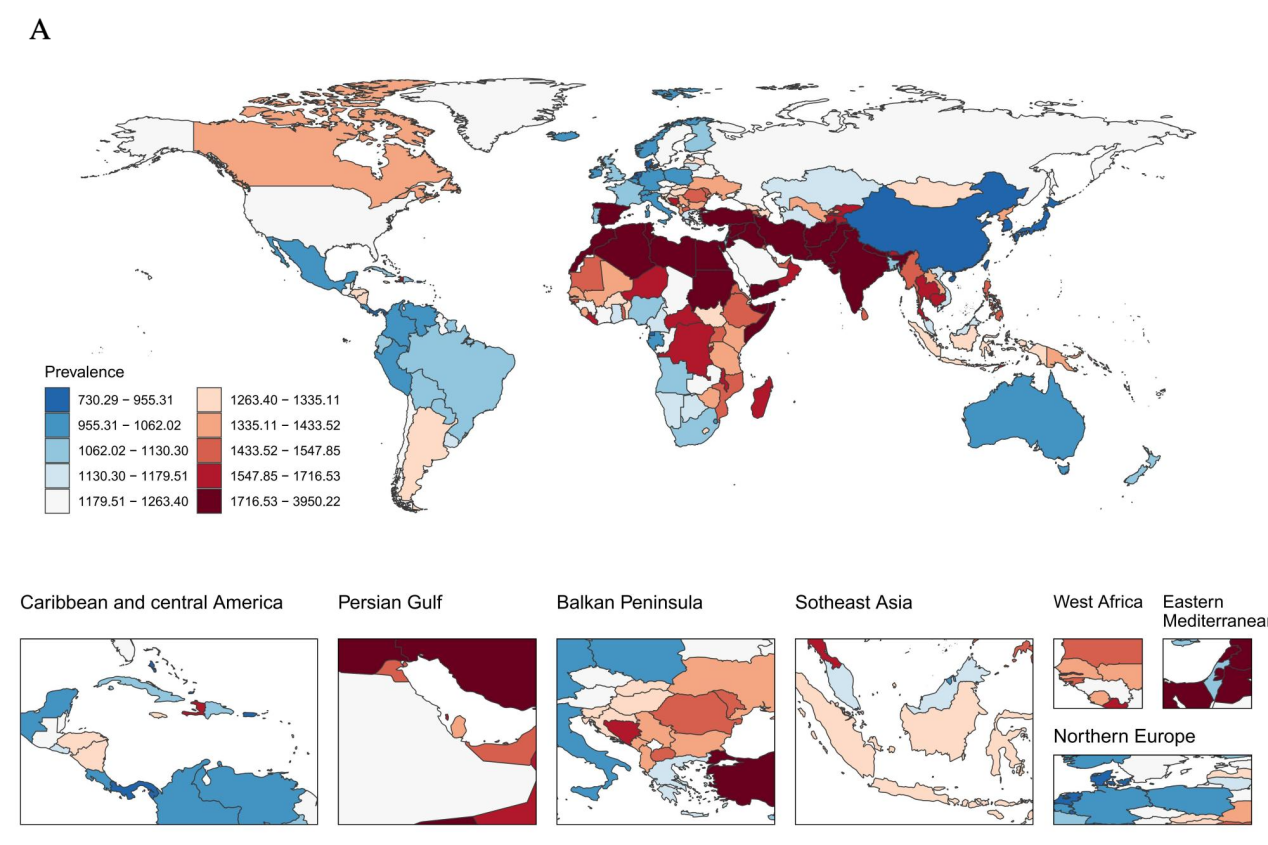 A
Prevalence
730.29 − 955.31
955.31 − 1062.02
1062.02 − 1130.30
1130.30 − 1179.51
1179.51 − 1263.40
1263.40 − 1335.11
1335.11 − 1433.52
1433.52 − 1547.85
1547.85 − 1716.53
1716.53 − 3950.22
Caribbean and central America
Persian Gulf
Balkan Peninsula
Sotheast Asia
West Africa
Eastern
Mediterranear
Northern Europe